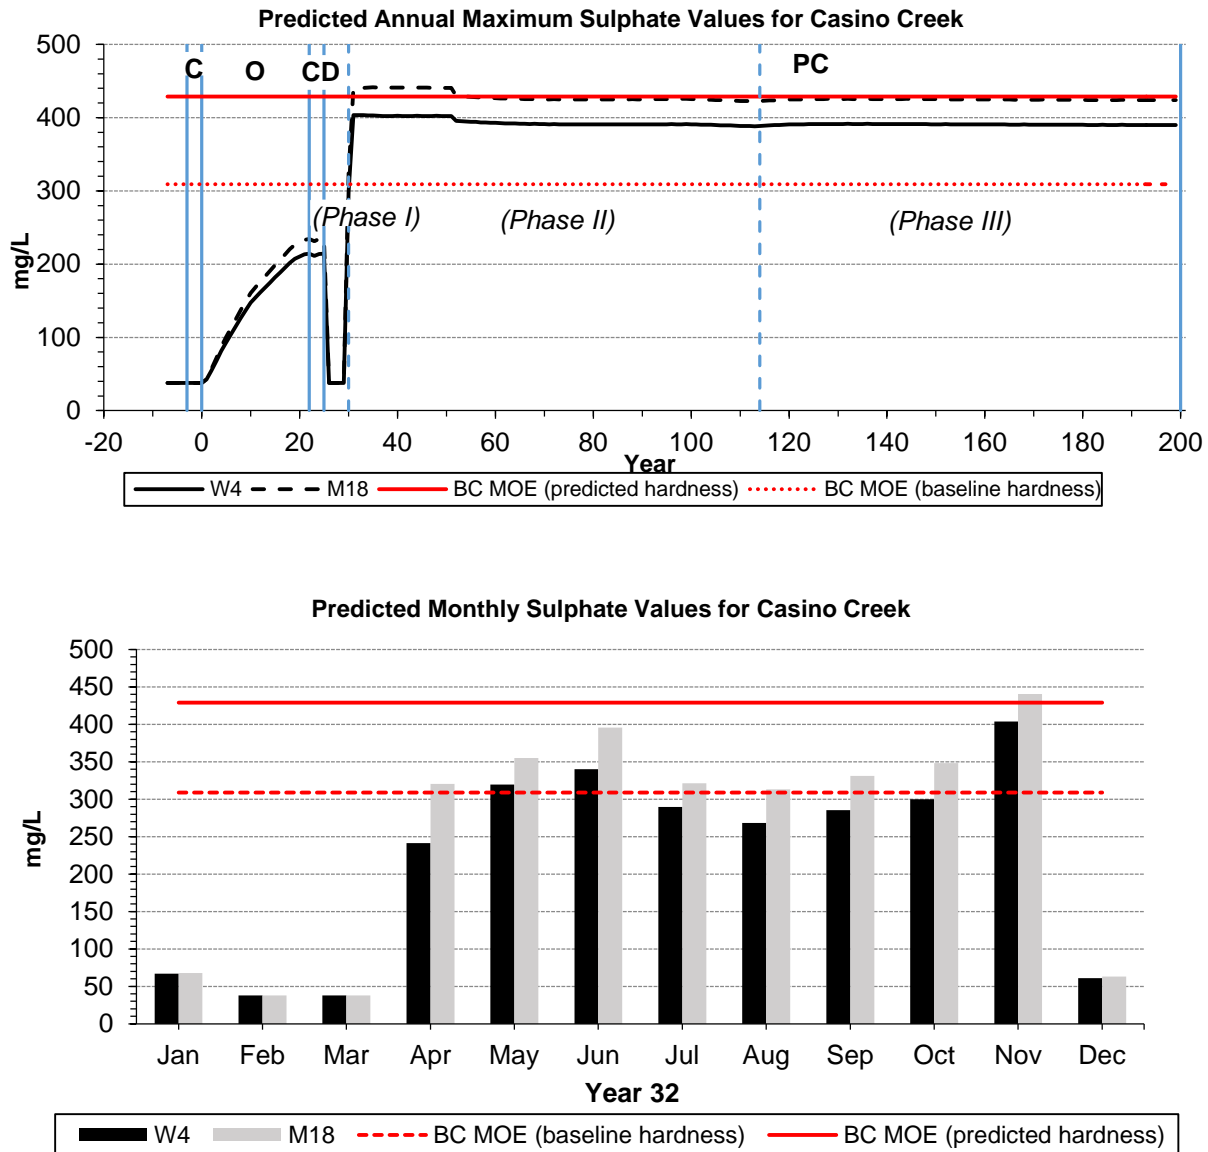 Predicted Annual Maximum Sulphate Values for Casino Creek
500
400
300
200
100
0
mg/L
C O C D PC
(Phase I) (Phase II) (Phase III)
-20 0 20 40 60 80 100 120 140 160 180 200
Year
W4 M18 BC MOE (predicted hardness) BC MOE (baseline hardness)
Predicted Monthly Sulphate Values for Casino Creek
500
450
400
350
300
250
200
150
100
50
0
mg/L
Jan Feb Mar Apr May Jun Jul Aug Sep Oct Nov Dec
Year 32
W4 M18 BC MOE (baseline hardness) BC MOE (predicted hardness)